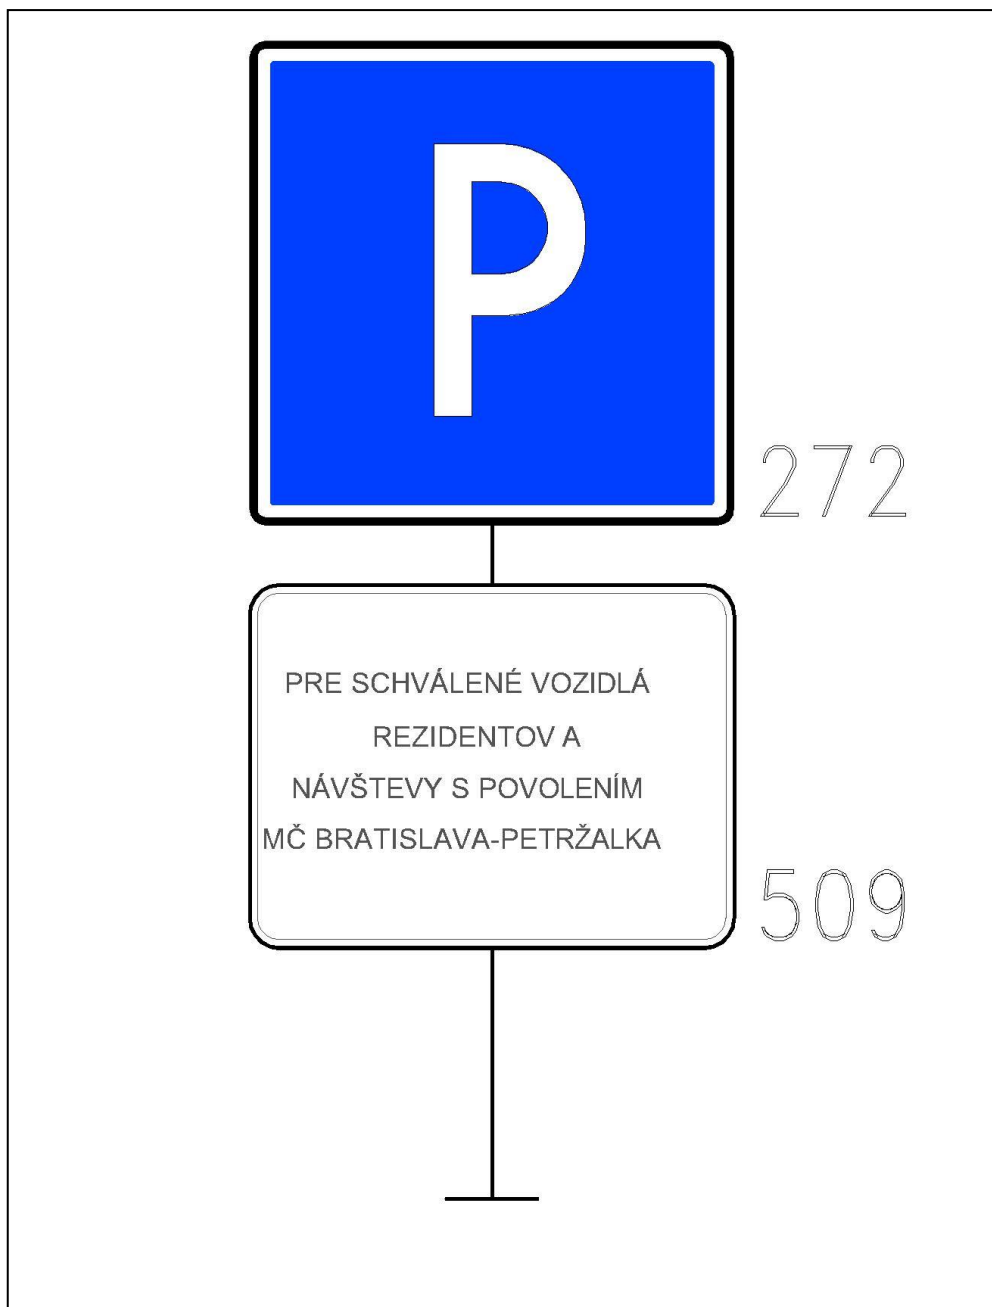 P
272
PRE SCHVÁLENÉ VOZIDLÁ
REZIDENTOV A
NÁVŠTEVY S POVOLENÍM
MČ BRATISLAVA-PETRŽALKA
509